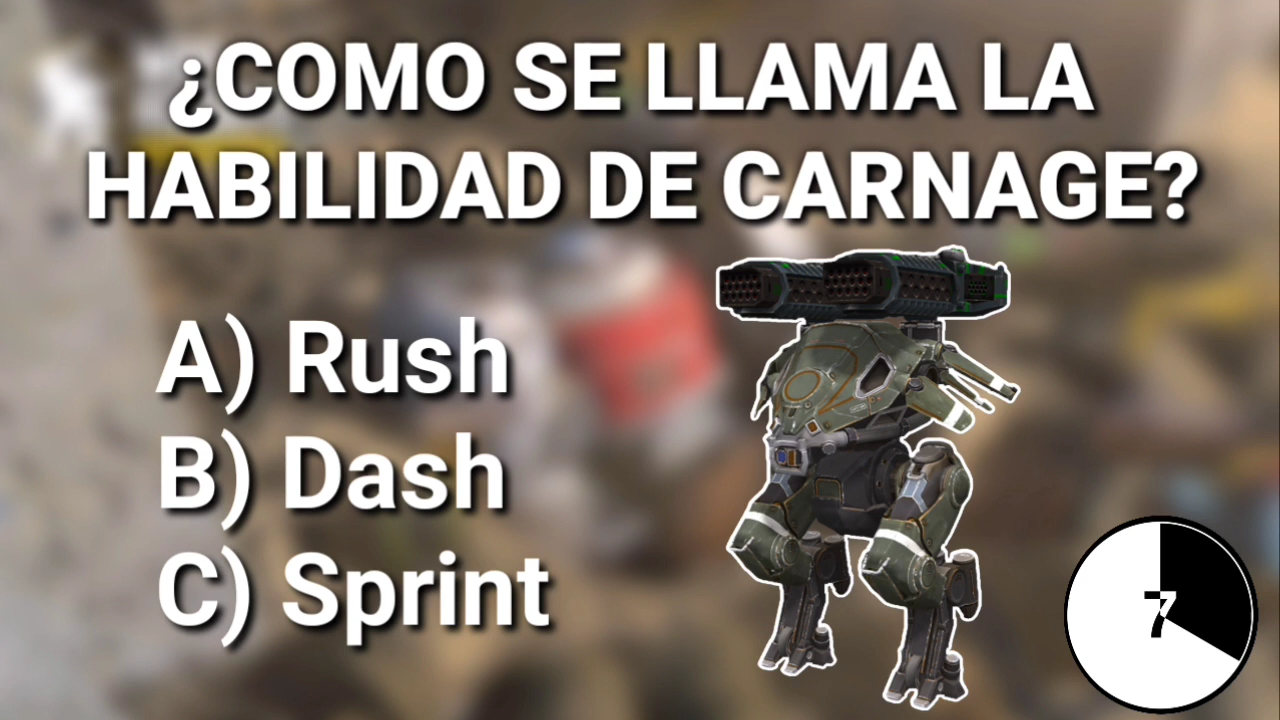 ¿COMO SE LLAMA LA
HABILIDAD DE CARNAGE?
A) Rush
B) Dash
C) Sprint
7